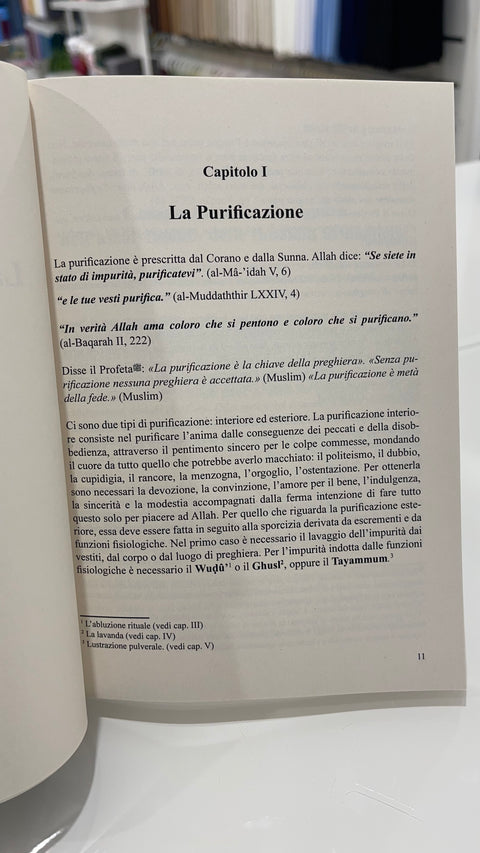 Capitolo I
La Purificazione
La purificazione è prescritta dal Corano e dalla Sunna. Allah dice: “Se siete in
stato di impurità, purificatevi”. (al-Mâ-’idah V, 6)
“e le tue vesti purifica.” (al-Muddaththir LXXIV, 4)
“In verità Allah ama coloro che si pentono e coloro che si purificano.”
(al-Baqarah II, 222)
Disse il Profetaﷺ: «La purificazione è la chiave della preghiera». «Senza pu-
rificazione nessuna preghiera è accettata.» (Muslim) «La purificazione è metà
della fede.» (Muslim)
Ci sono due tipi di purificazione: interiore ed esteriore. La purificazione interio-
re consiste nel purificare l’anima dalle conseguenze dei peccati e della disob-
bedienza, attraverso il pentimento sincero per le colpe commesse, mondando
il cuore da tutto quello che potrebbe averlo macchiato: il politeismo, il dubbio,
la cupidigia, il rancore, la menzogna, l’orgoglio, l’ostentazione. Per ottenerla
sono necessari la devozione, la convinzione, l’amore per il bene, l’indulgenza,
la sincerità e la modestia accompagnati dalla ferma intenzione di fare tutto
questo solo per piacere ad Allah. Per quello che riguarda la purificazione este-
riore, essa deve essere fatta in seguito alla sporcizia derivata da escrementi e da
funzioni fisiologiche. Nel primo caso è necessario il lavaggio dell’impurità dai
vestiti, dal corpo o dal luogo di preghiera. Per l’impurità indotta dalle funzioni
fisiologiche è necessario il Wuḍû’¹ o il Ghusl², oppure il Tayammum.³
¹ L’abluzione rituale (vedi cap. III)
² La lavanda (vedi cap. IV)
³ Lustrazione pulverale. (vedi cap. V)
11